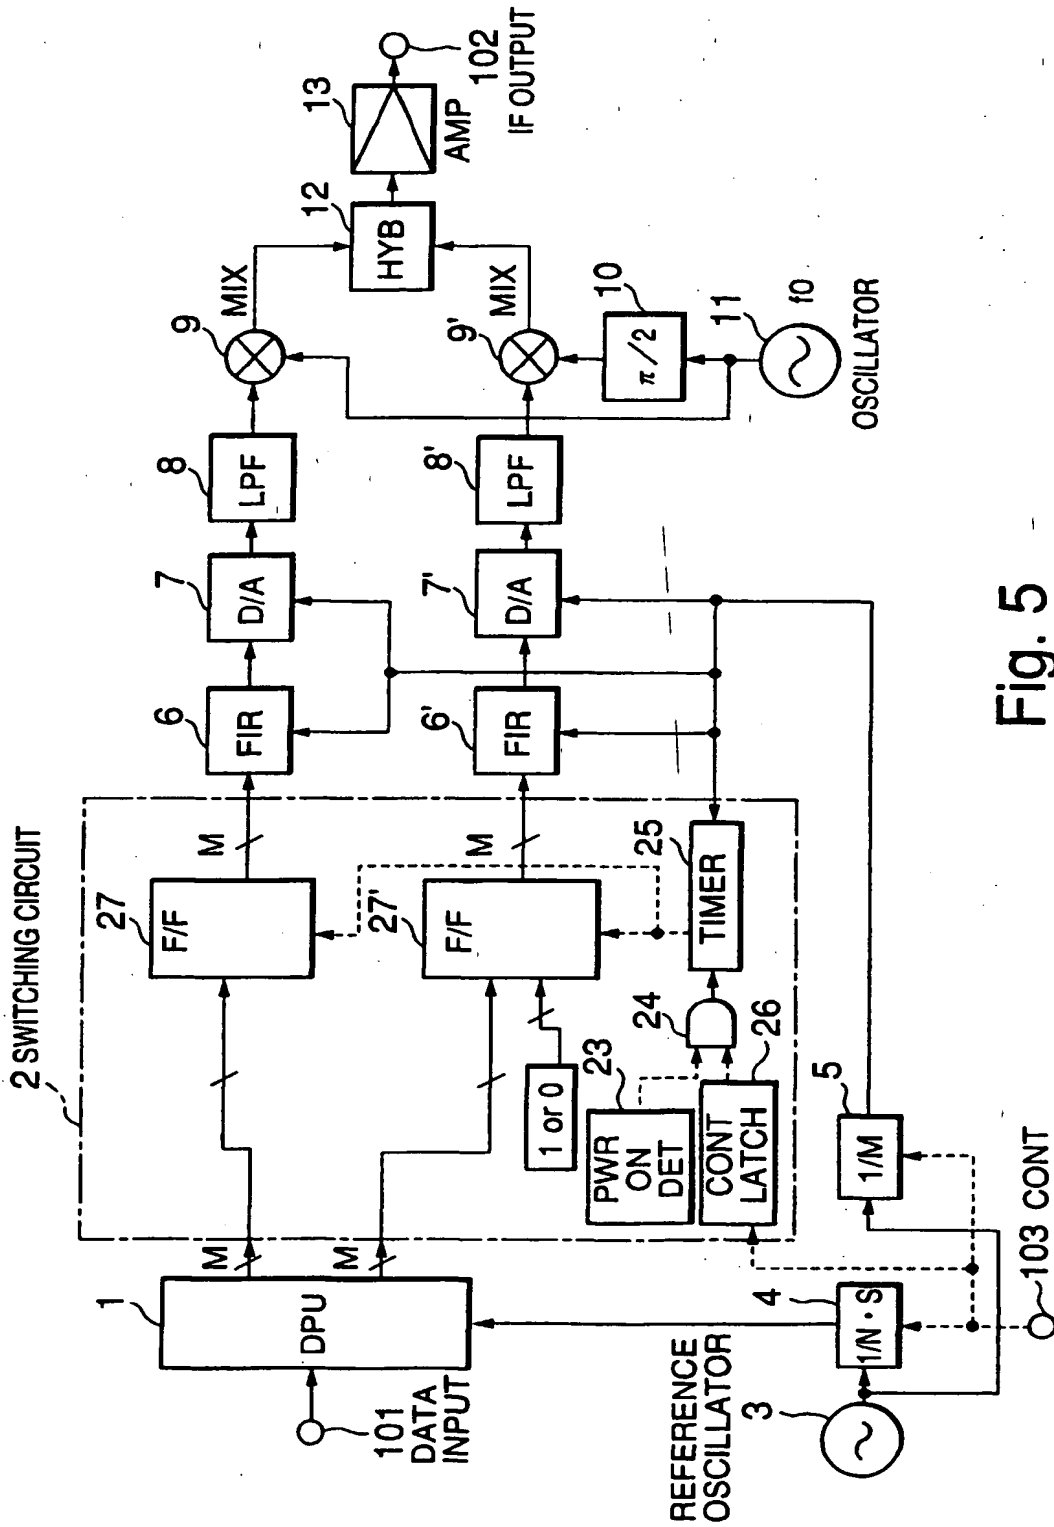 2 SWITCHING CIRCUIT
1
DPU
M
M
101
DATA
INPUT
27
F/F
M
27'
F/F
M
1 or 0
23
PWR
ON
DET
24
CONT
LATCH
26
25
TIMER
6
FIR
6'
FIR
7
D/A
7'
D/A
8
LPF
8'
LPF
9
MIX
9'
MIX
10
π/2
11
f0
OSCILLATOR
12
HYB
13
AMP
102
IF OUTPUT
REFERENCE
OSCILLATOR
3
4
1/N・S
5
1/M
103 CONT
Fig. 5